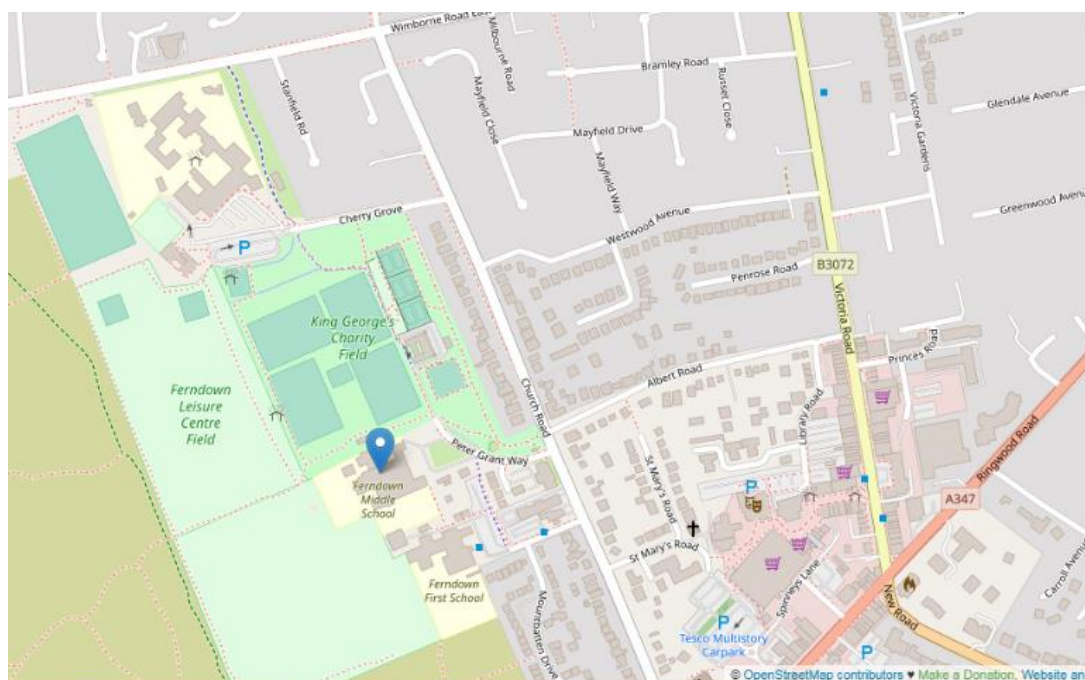 Wimborne Road East
Milbourne Road
Bramley Road
Russet Close
Stanfield Rd
Mayfield Close
Mayfield Drive
Victoria Gardens
Glendale Avenue
Mayfield Way
Cherry Grove
Westwood Avenue
Greenwood Avenue
P
Penrose Road
B3072
Victoria Road
King George's
Charity
Field
Princes Road
Albert Road
Ferndown
Leisure
Centre
Field
Church Road
Library Road
Ringwood Road
Peter Grant Way
St Mary's Road
P
A347
Ferndown
Middle
School
St Mary's Road
Spinneys Lane
Carroll Avenue
Ferndown
First School
Mountbatten Drive
New Road
P
Tesco Multistory
Carpark
P
© OpenStreetMap contributors ♥ Make a Donation. Website an